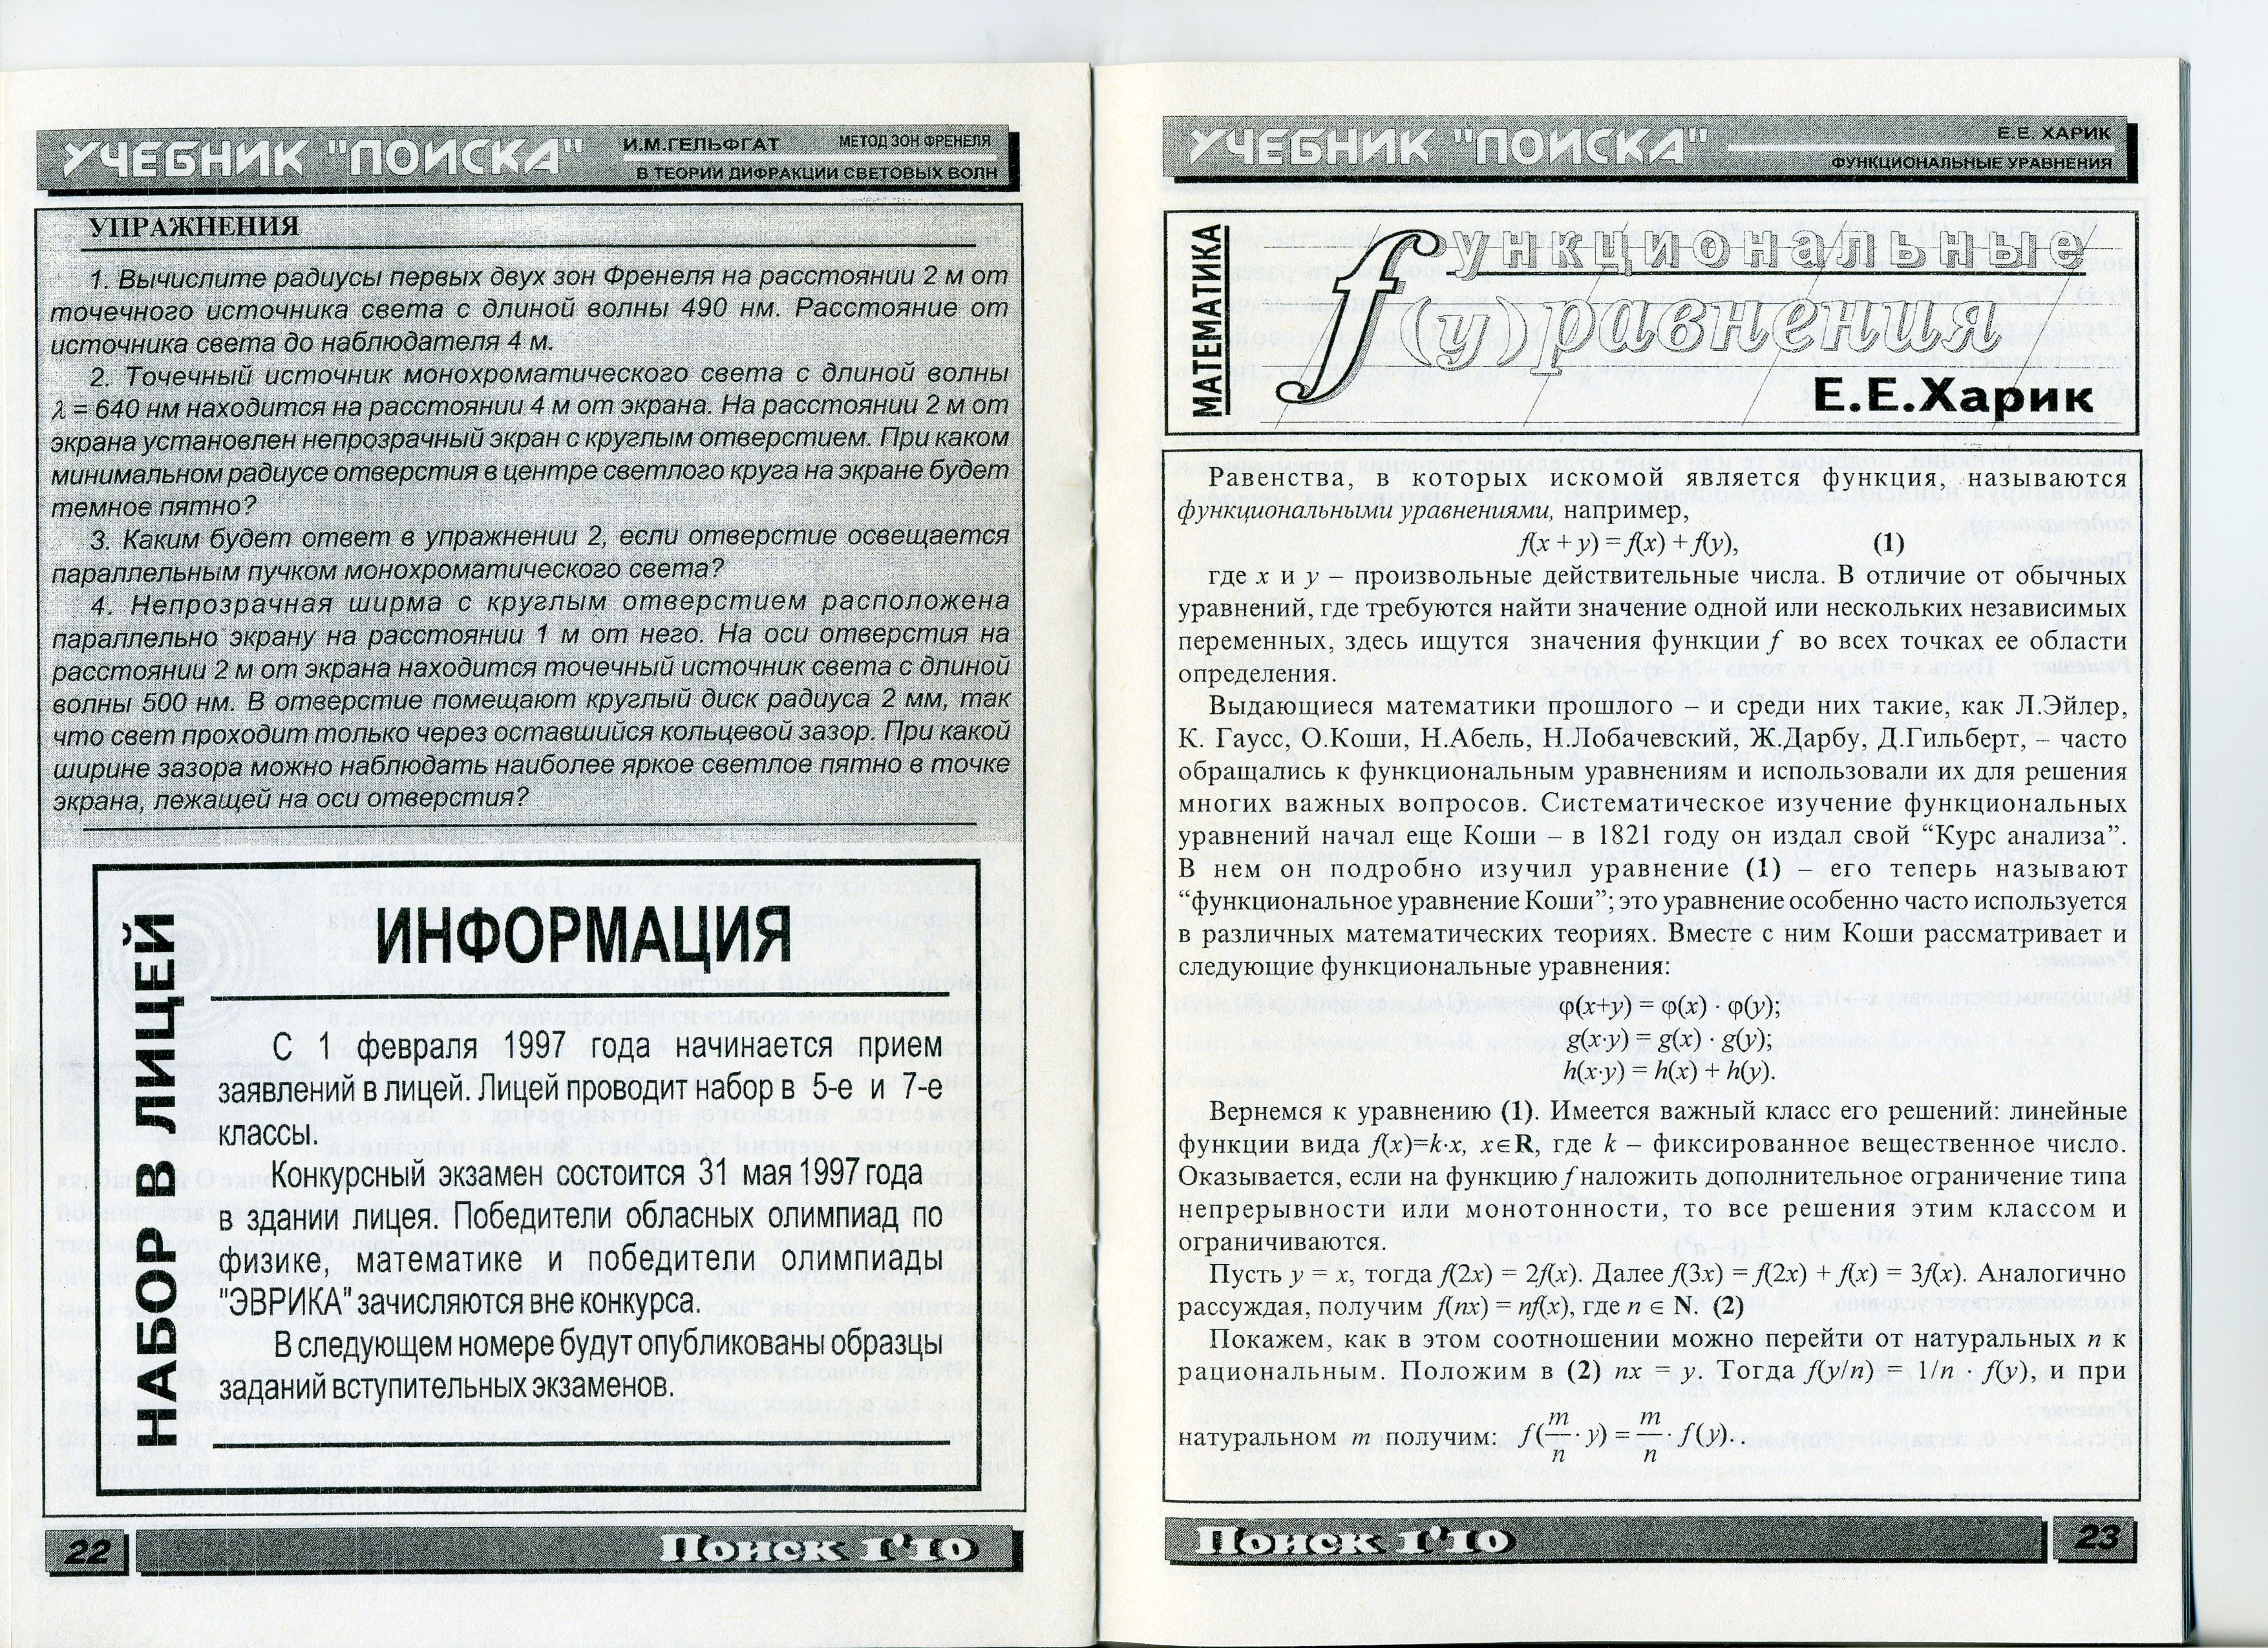 УЧЕБНИК "ПОИСКА"
И.М.ГЕЛЬФГАТ МЕТОД ЗОН ФРЕНЕЛЯ
В ТЕОРИИ ДИФРАКЦИИ СВЕТОВЫХ ВОЛН
УПРАЖНЕНИЯ
1. Вычислите радиусы первых двух зон Френеля на расстоянии 2 м от
точечного источника света с длиной волны 490 нм. Расстояние от
источника света до наблюдателя 4 м.
2. Точечный источник монохроматического света с длиной волны
λ = 640 нм находится на расстоянии 4 м от экрана. На расстоянии 2 м от
экрана установлен непрозрачный экран с круглым отверстием. При каком
минимальном радиусе отверстия в центре светлого круга на экране будет
темное пятно?
3. Каким будет ответ в упражнении 2, если отверстие освещается
параллельным пучком монохроматического света?
4. Непрозрачная ширма с круглым отверстием расположена
параллельно экрану на расстоянии 1 м от него. На оси отверстия на
расстоянии 2 м от экрана находится точечный источник света с длиной
волны 500 нм. В отверстие помещают круглый диск радиуса 2 мм, так
что свет проходит только через оставшийся кольцевой зазор. При какой
ширине зазора можно наблюдать наиболее яркое светлое пятно в точке
экрана, лежащей на оси отверстия?
НАБОР В ЛИЦЕЙ
ИНФОРМАЦИЯ
С 1 февраля 1997 года начинается прием
заявлений в лицей. Лицей проводит набор в 5-е и 7-е
классы.
Конкурсный экзамен состоится 31 мая 1997 года
в здании лицея. Победители обласных олимпиад по
физике, математике и победители олимпиады
"ЭВРИКА" зачисляются вне конкурса.
В следующем номере будут опубликованы образцы
заданий вступительных экзаменов.
22
Поиск 1'10
УЧЕБНИК "ПОИСКА"
Е.Е. ХАРИК
ФУНКЦИОНАЛЬНЫЕ УРАВНЕНИЯ
МАТЕМАТИКА
функциональные
(у)равнения
Е.Е.Харик
Равенства, в которых искомой является функция, называются
функциональными уравнениями, например,
f(x + y) = f(x) + f(y), (1)
где x и y – произвольные действительные числа. В отличие от обычных
уравнений, где требуются найти значение одной или нескольких независимых
переменных, здесь ищутся значения функции f во всех точках ее области
определения.
Выдающиеся математики прошлого – и среди них такие, как Л.Эйлер,
К. Гаусс, О.Коши, Н.Абель, Н.Лобачевский, Ж.Дарбу, Д.Гильберт, – часто
обращались к функциональным уравнениям и использовали их для решения
многих важных вопросов. Систематическое изучение функциональных
уравнений начал еще Коши – в 1821 году он издал свой “Курс анализа”.
В нем он подробно изучил уравнение (1) – его теперь называют
“функциональное уравнение Коши”; это уравнение особенно часто используется
в различных математических теориях. Вместе с ним Коши рассматривает и
следующие функциональные уравнения:
φ(x+y) = φ(x) · φ(y);
g(x·y) = g(x) · g(y);
h(x·y) = h(x) + h(y).
Вернемся к уравнению (1). Имеется важный класс его решений: линейные
функции вида f(x)=k·x, x∈R, где k – фиксированное вещественное число.
Оказывается, если на функцию f наложить дополнительное ограничение типа
непрерывности или монотонности, то все решения этим классом и
ограничиваются.
Пусть y = x, тогда f(2x) = 2f(x). Далее f(3x) = f(2x) + f(x) = 3f(x). Аналогично
рассуждая, получим f(nx) = nf(x), где n ∈ N. (2)
Покажем, как в этом соотношении можно перейти от натуральных n к
рациональным. Положим в (2) nx = y. Тогда f(y/n) = 1/n · f(y), и при
натуральном m получим: f(m/n · y) = m/n · f(y).
Поиск 1'10
23